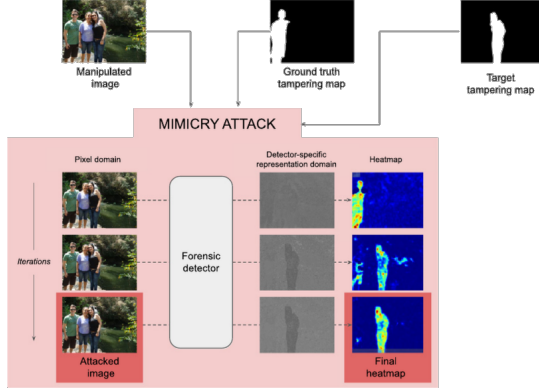 Manipulated
image
Ground truth
tampering map
Target
tampering map
MIMICRY ATTACK
Pixel domain
Detector-specific
representation domain
Heatmap
Iterations
Forensic
detector
Attacked
image
Final
heatmap